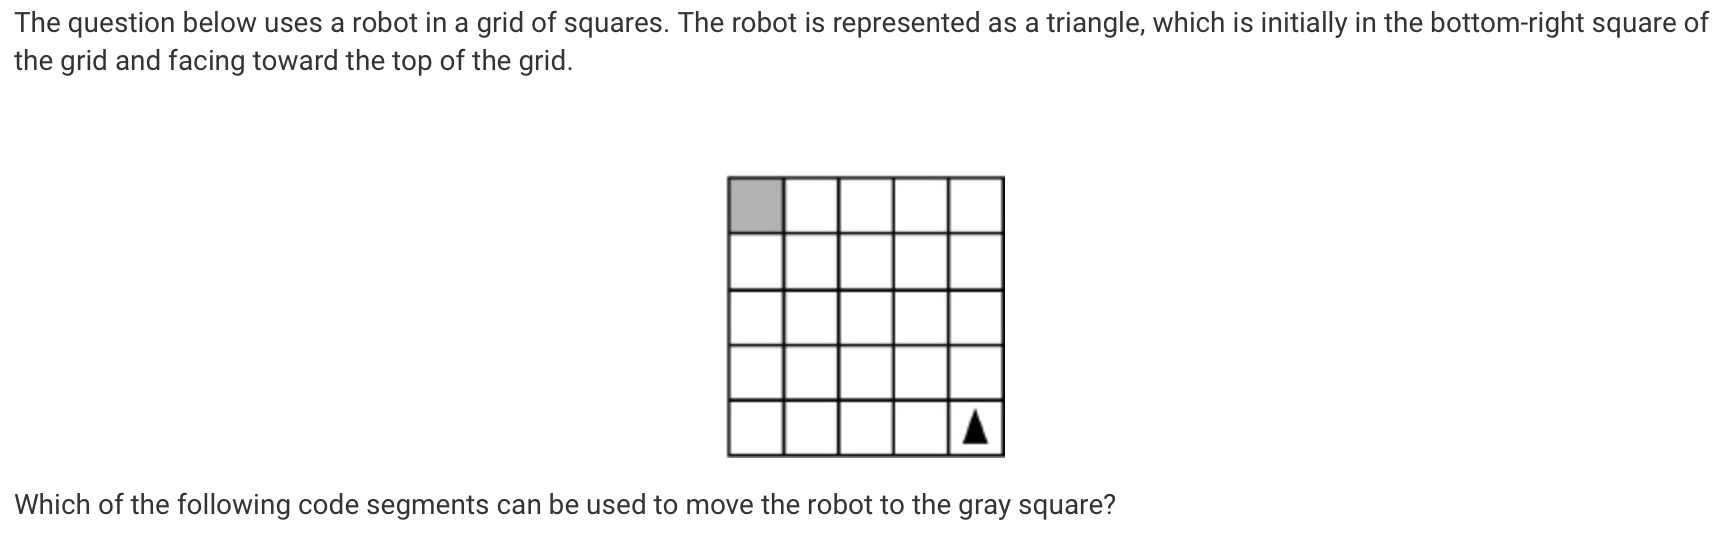 The question below uses a robot in a grid of squares. The robot is represented as a triangle, which is initially in the bottom-right square of
the grid and facing toward the top of the grid.
Which of the following code segments can be used to move the robot to the gray square?